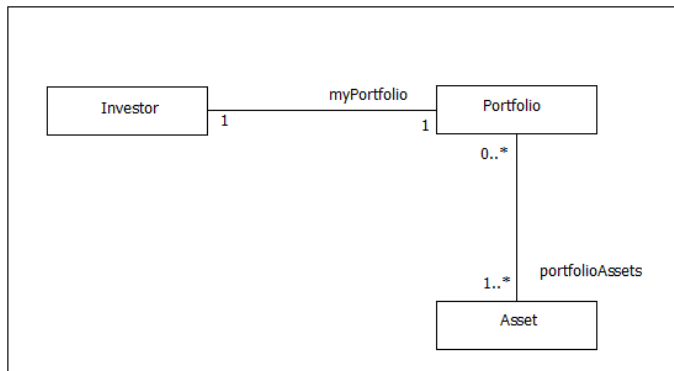 myPortfolio
Investor
Portfolio
1
1
0..*
portfolioAssets
1..*
Asset